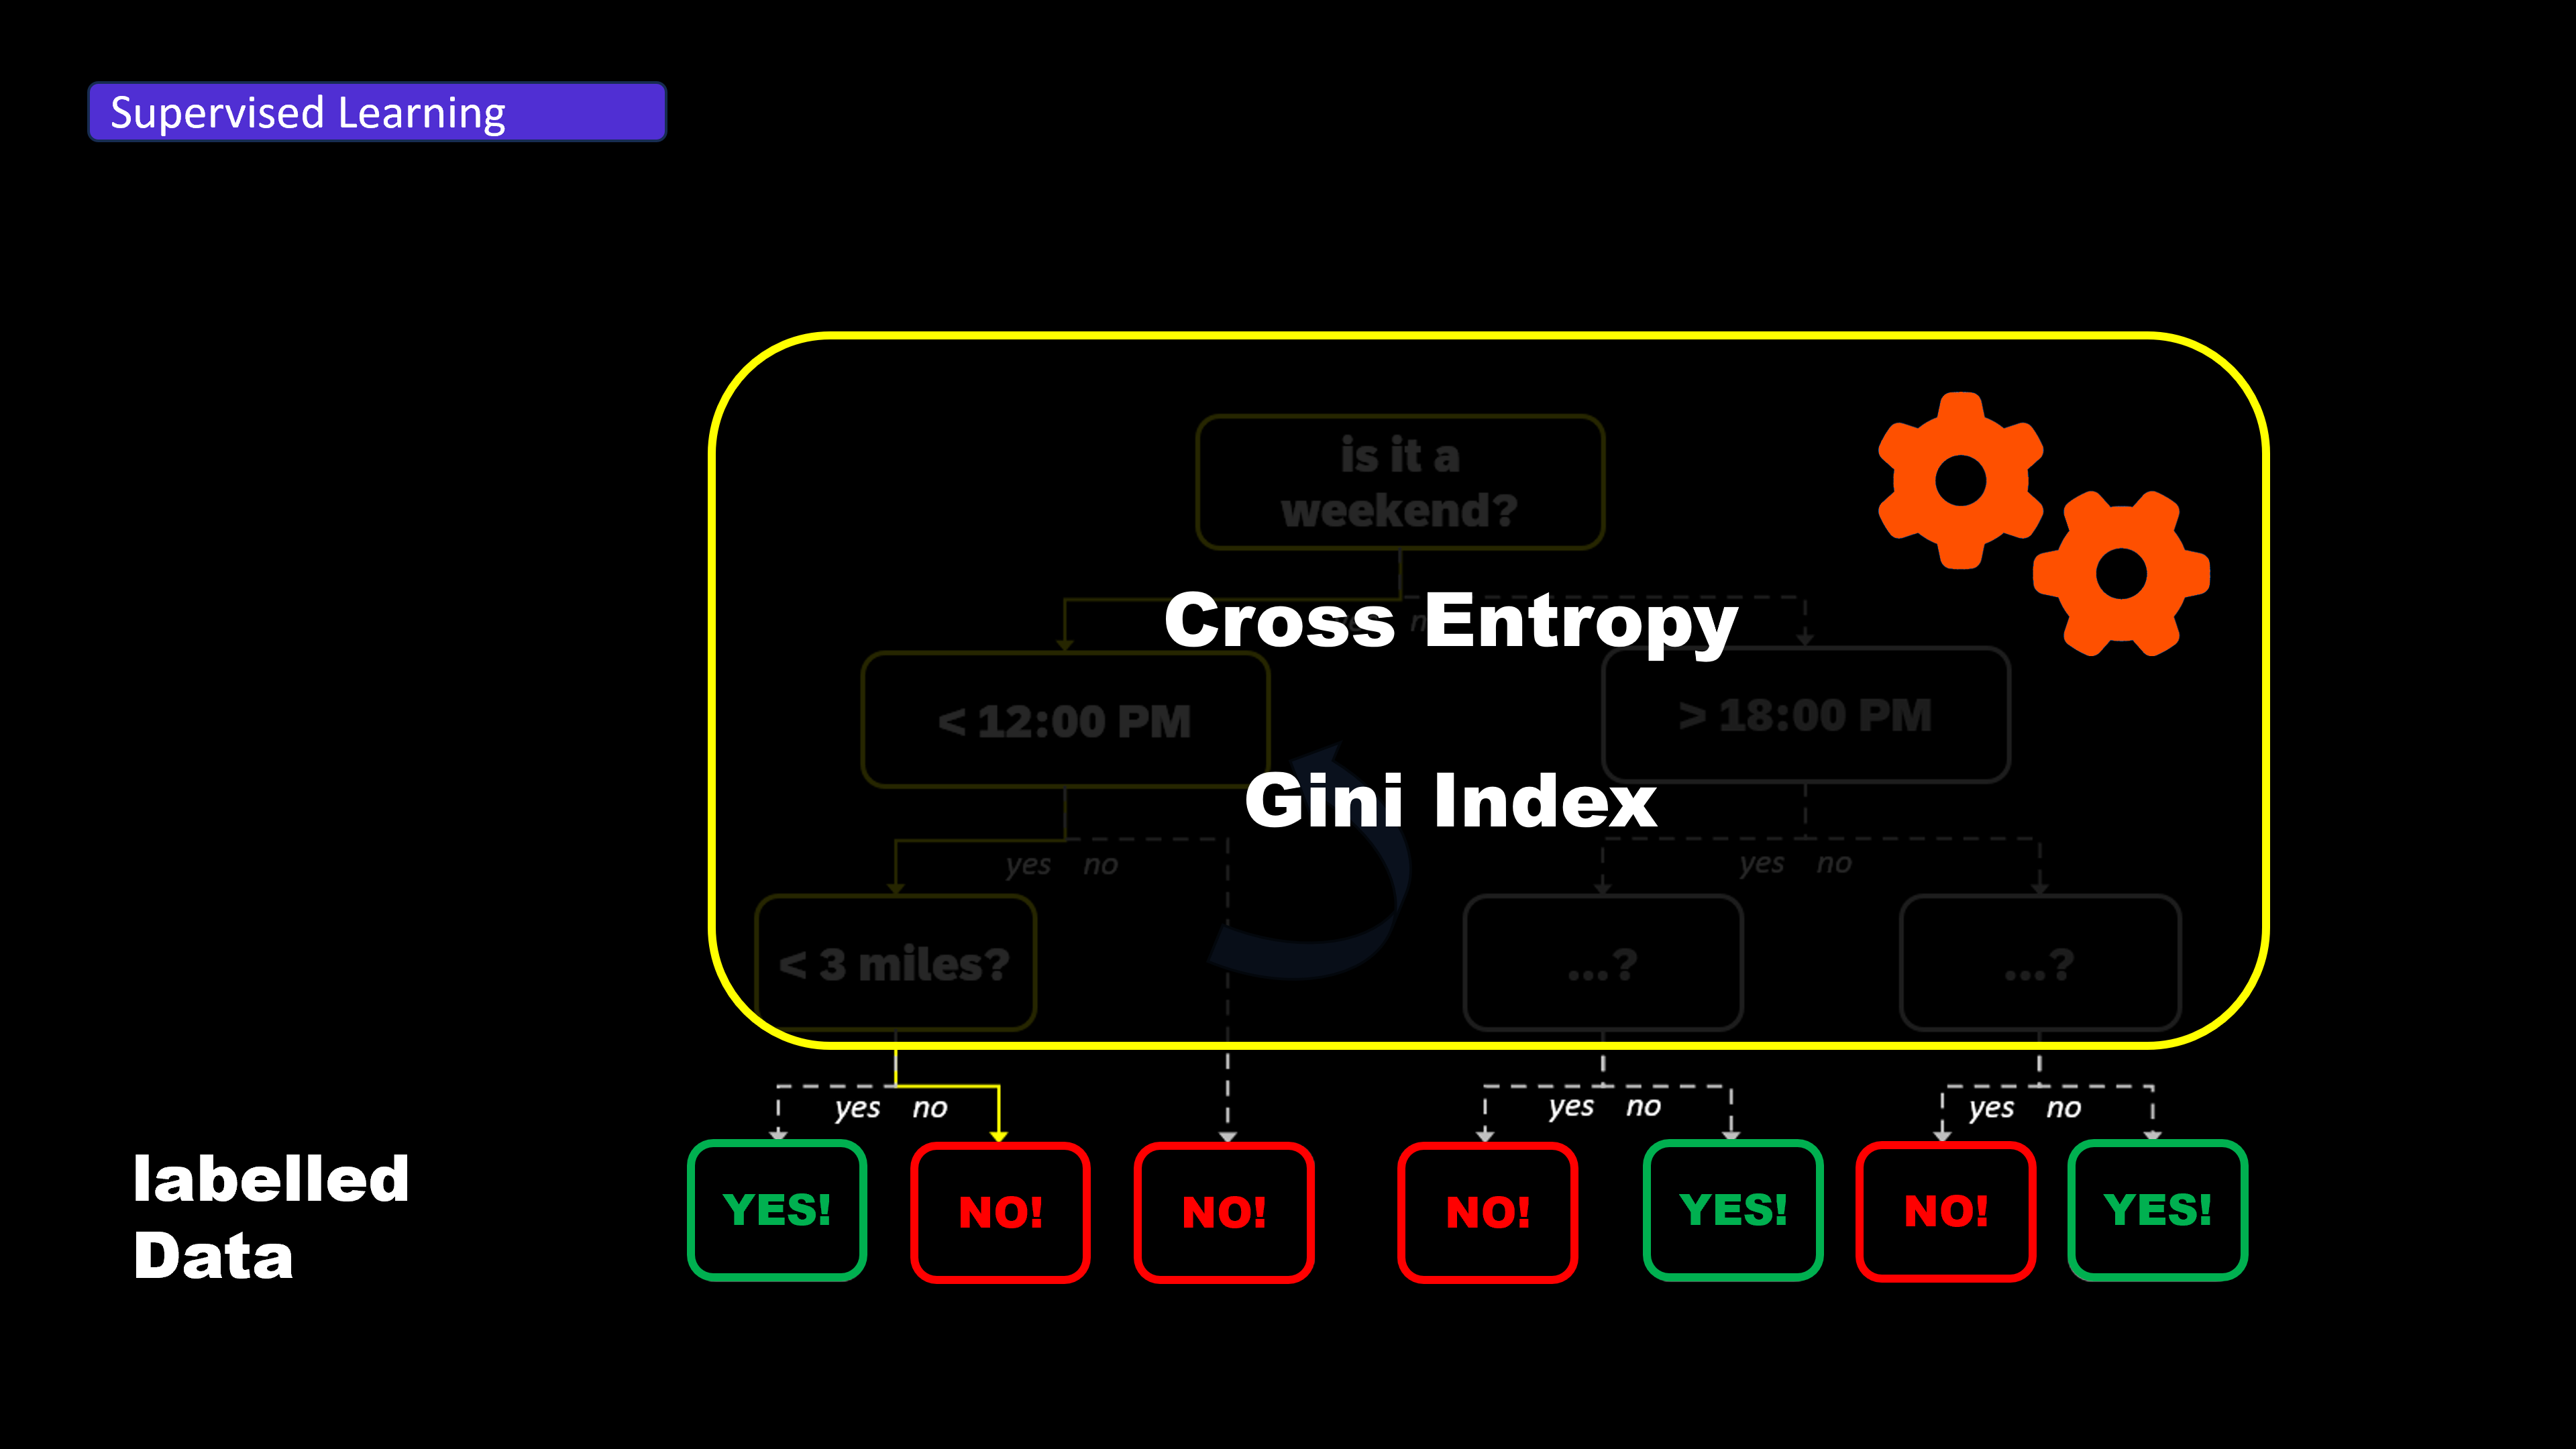 Supervised Learning
is it a
weekend?
Cross Entropy
< 12:00 PM
> 18:00 PM
Gini Index
yes no
yes no
< 3 miles?
...?
...?
yes no
yes no
yes no
labelled
Data
YES!
NO!
NO!
NO!
YES!
NO!
YES!